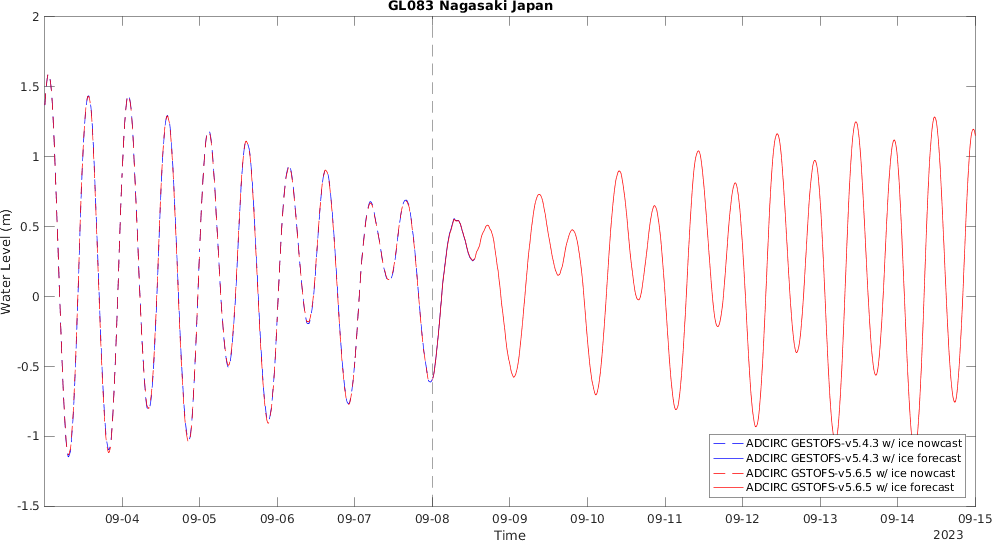 GL083 Nagasaki Japan
2
1.5
1
0.5
0
-0.5
-1
-1.5
Water Level (m)
ADCIRC GESTOFS-v5.4.3 w/ ice nowcast
ADCIRC GESTOFS-v5.4.3 w/ ice forecast
ADCIRC GSTOFS-v5.6.5 w/ ice nowcast
ADCIRC GSTOFS-v5.6.5 w/ ice forecast
09-04 09-05 09-06 09-07 09-08 09-09 09-10 09-11 09-12 09-13 09-14 09-15
Time
2023